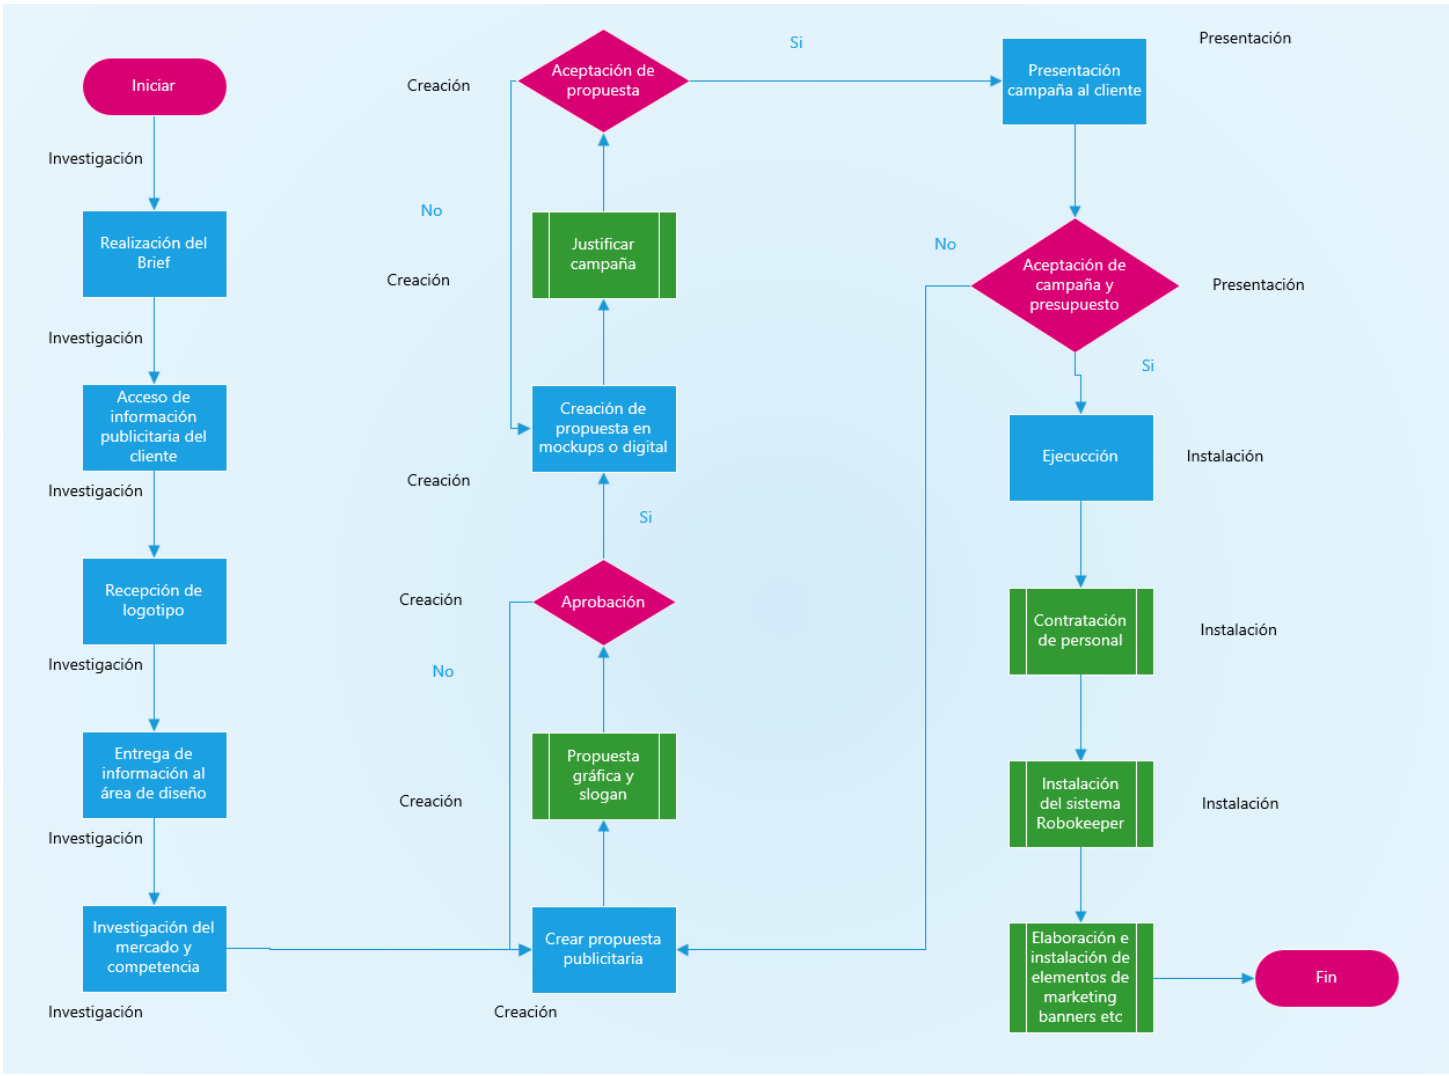 Iniciar
Investigación
Realización del
Brief
Investigación
Acceso de
información
publicitaria del
cliente
Investigación
Recepción de
logotipo
Investigación
Entrega de
información al
área de diseño
Investigación
Investigación del
mercado y
competencia
Investigación
Aceptación de
propuesta
Creación
Si
No
Justificar
campaña
Creación
Creación de
propuesta en
mockups o digital
Creación
Si
Aprobación
Creación
No
Propuesta
gráfica y
slogan
Creación
Crear propuesta
publicitaria
Creación
Presentación
campaña al cliente
Presentación
No
Aceptación de
campaña y
presupuesto
Presentación
Si
Ejecucción
Instalación
Contratación
de personal
Instalación
Instalación
del sistema
Robokeeper
Instalación
Elaboración e
instalación de
elementos de
marketing
banners etc
Fin